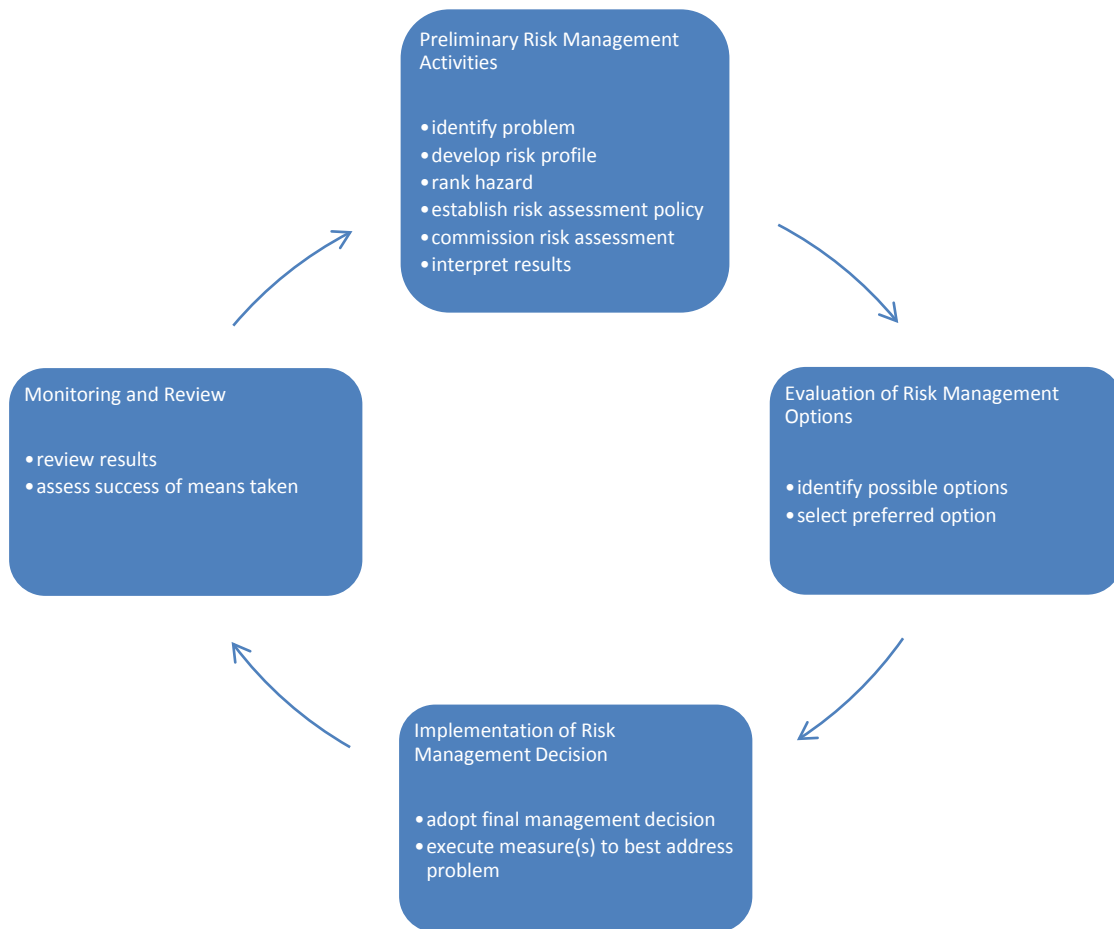 Preliminary Risk Management
Activities
•identify problem
•develop risk profile
•rank hazard
•establish risk assessment policy
•commission risk assessment
•interpret results
Evaluation of Risk Management
Options
•identify possible options
•select preferred option
Implementation of Risk
Management Decision
•adopt final management decision
•execute measure(s) to best address
problem
Monitoring and Review
•review results
•assess success of means taken